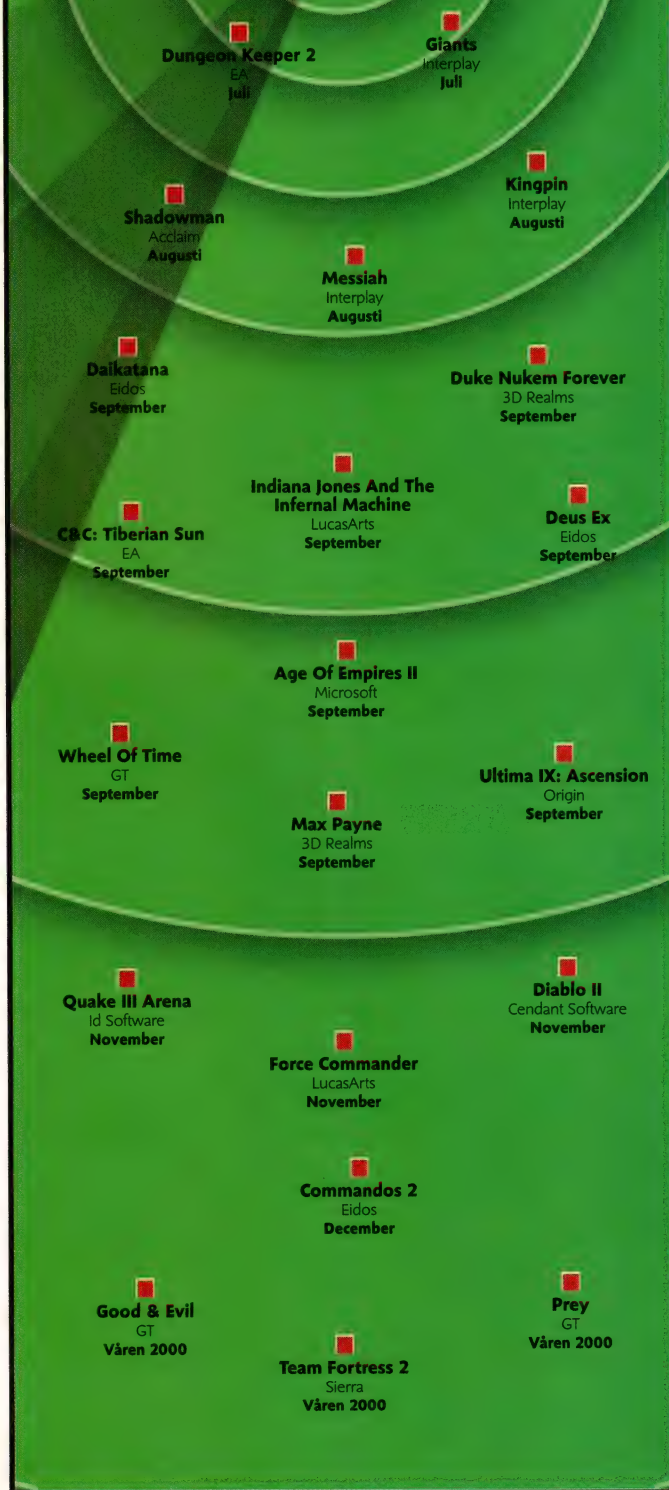 Dungeon Keeper 2
EA
Juli
Giants
Interplay
Juli
Kingpin
Interplay
Augusti
Shadowman
Acclaim
Augusti
Messiah
Interplay
Augusti
Daikatana
Eidos
September
Duke Nukem Forever
3D Realms
September
Indiana Jones And The
Infernal Machine
LucasArts
September
Deus Ex
Eidos
September
C&C: Tiberian Sun
EA
September
Age Of Empires II
Microsoft
September
Wheel Of Time
GT
September
Ultima IX: Ascension
Origin
September
Max Payne
3D Realms
September
Quake III Arena
Id Software
November
Diablo II
Cendant Software
November
Force Commander
LucasArts
November
Commandos 2
Eidos
December
Good & Evil
GT
Våren 2000
Prey
GT
Våren 2000
Team Fortress 2
Sierra
Våren 2000